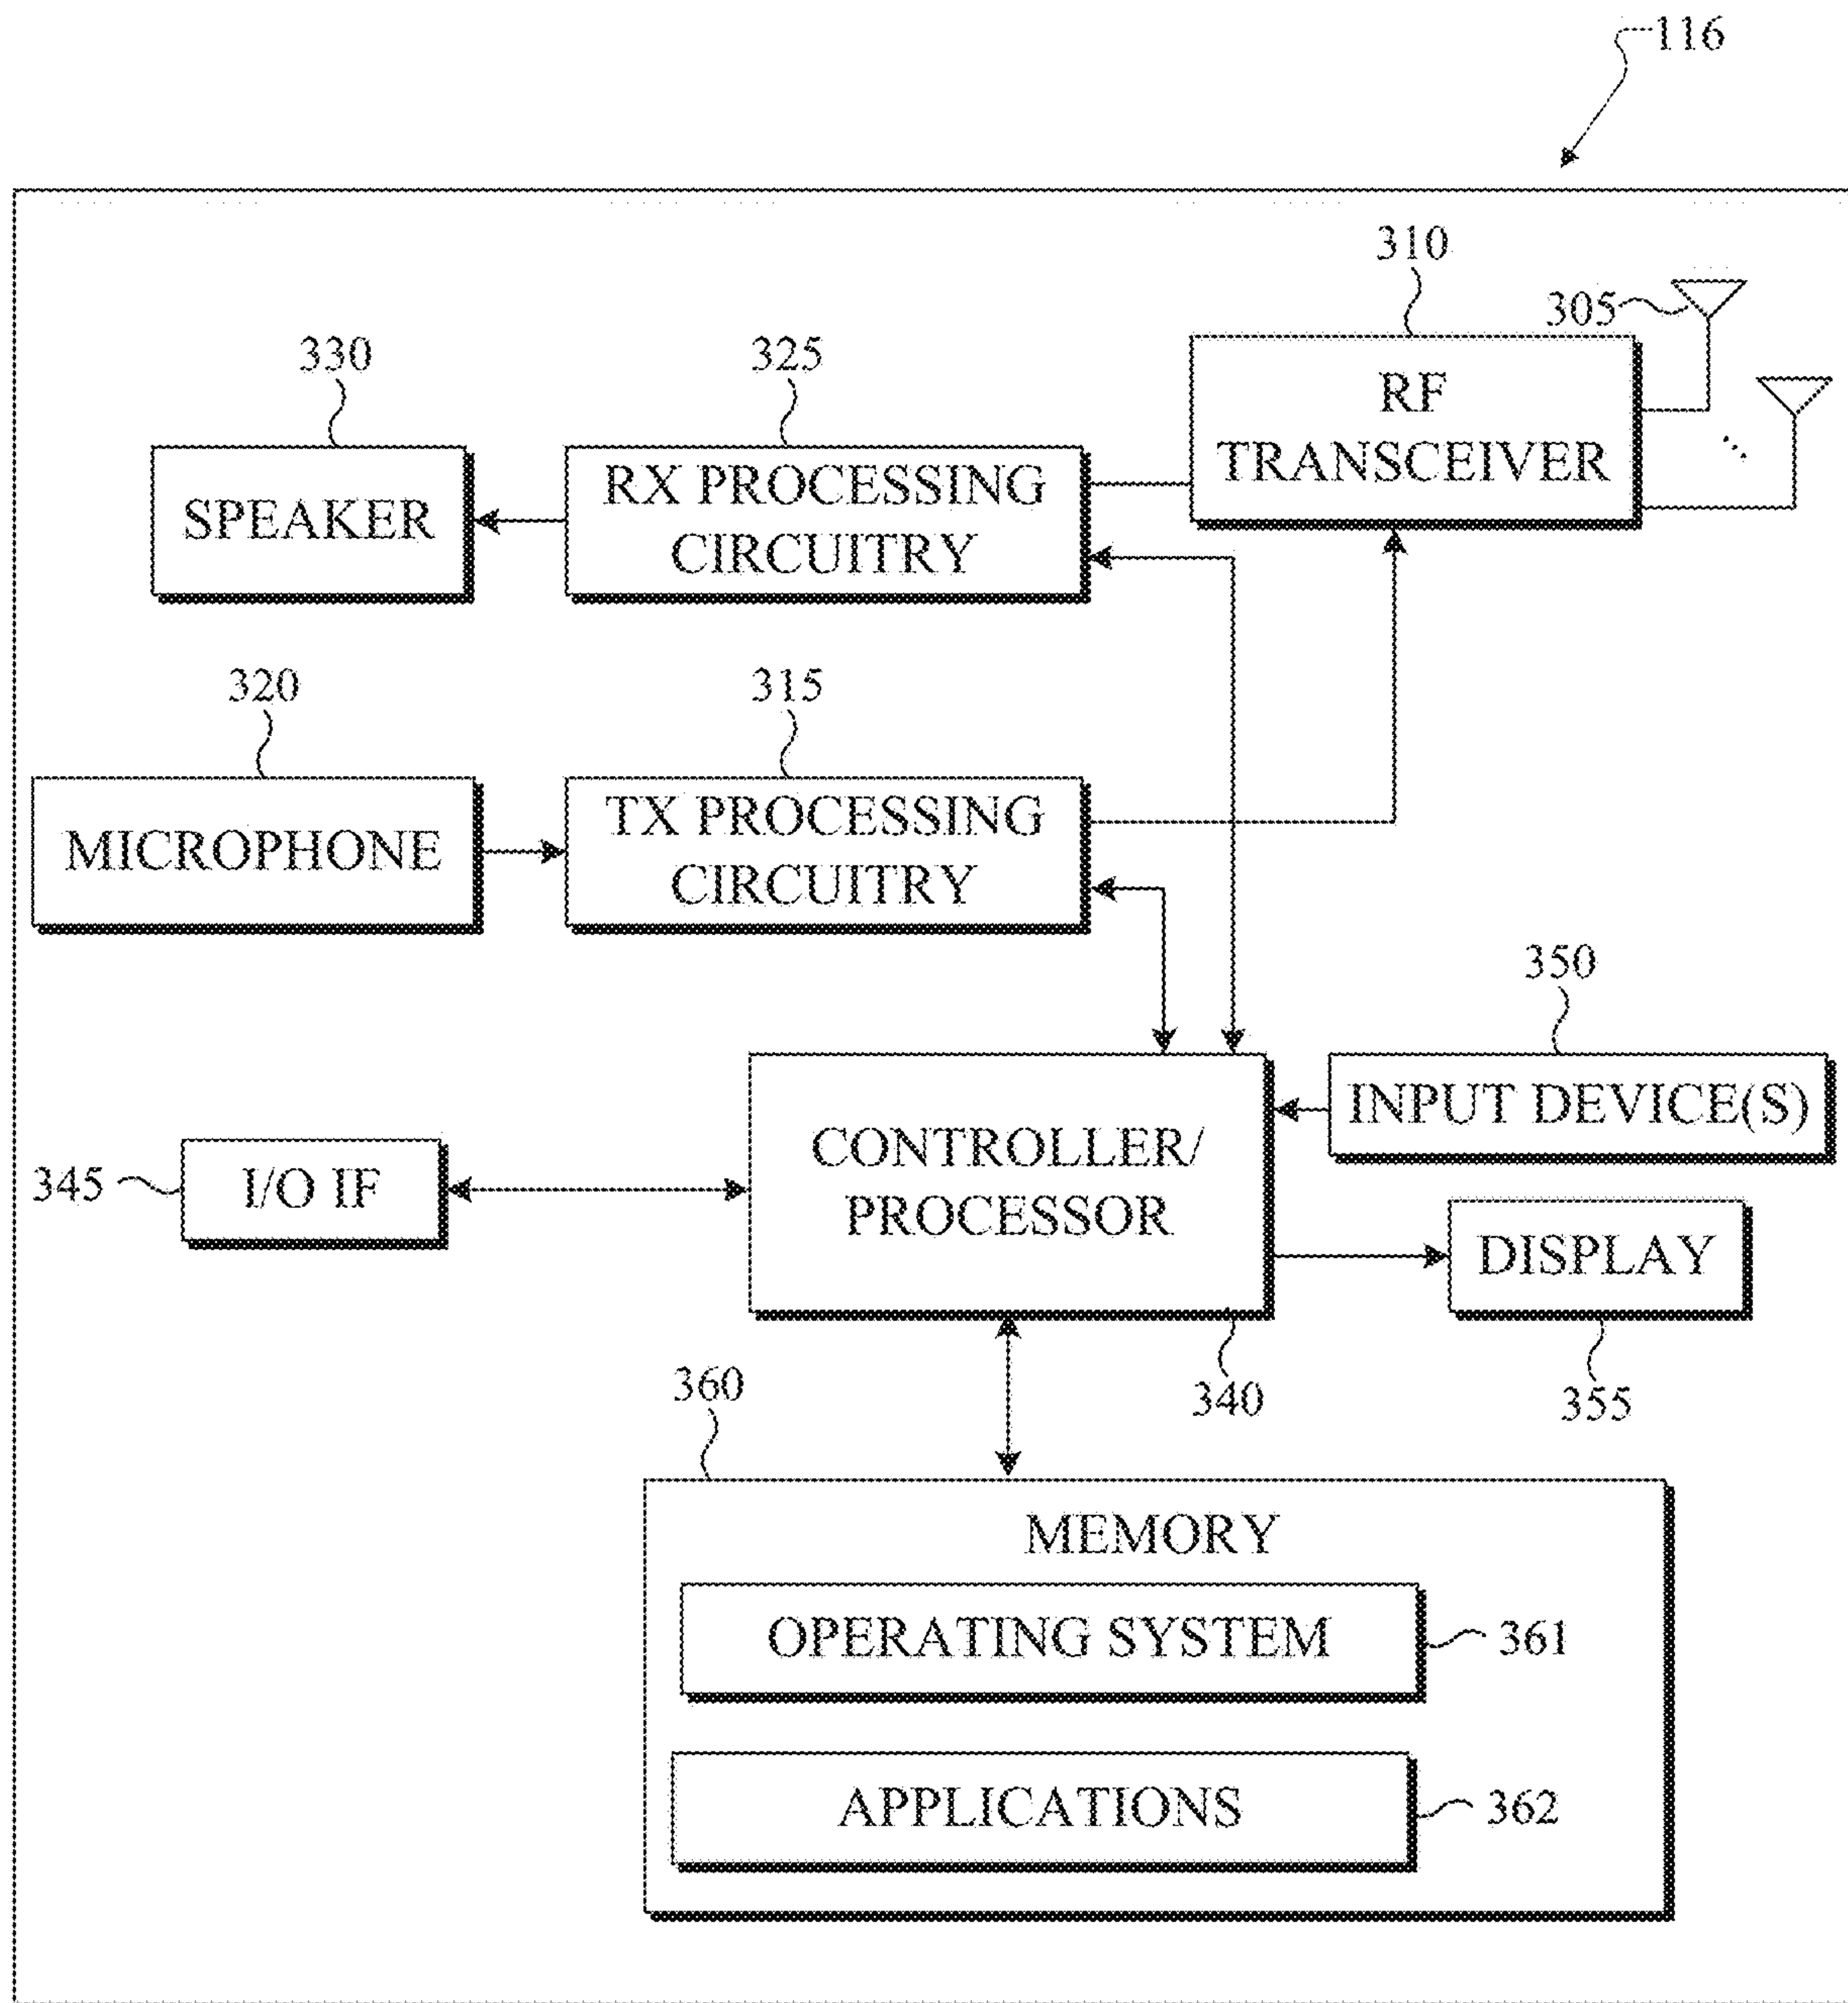 116
310
305
330
325
RF
TRANSCEIVER
SPEAKER
RX PROCESSING
CIRCUITRY
320
315
MICROPHONE
TX PROCESSING
CIRCUITRY
350
INPUT DEVICE(S)
345
I/O IF
CONTROLLER/
PROCESSOR
DISPLAY
360
340
355
MEMORY
OPERATING SYSTEM
361
APPLICATIONS
362